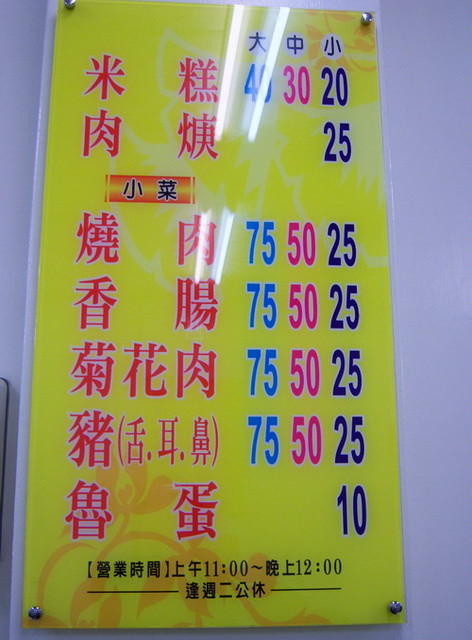 大 中 小
米糕 40 30 20
肉焿 25
小菜
燒肉 75 50 25
香腸 75 50 25
菊花肉 75 50 25
豬(舌.耳.鼻) 75 50 25
魯蛋 10
【營業時間】上午11:00～晚上12:00
逢週二公休